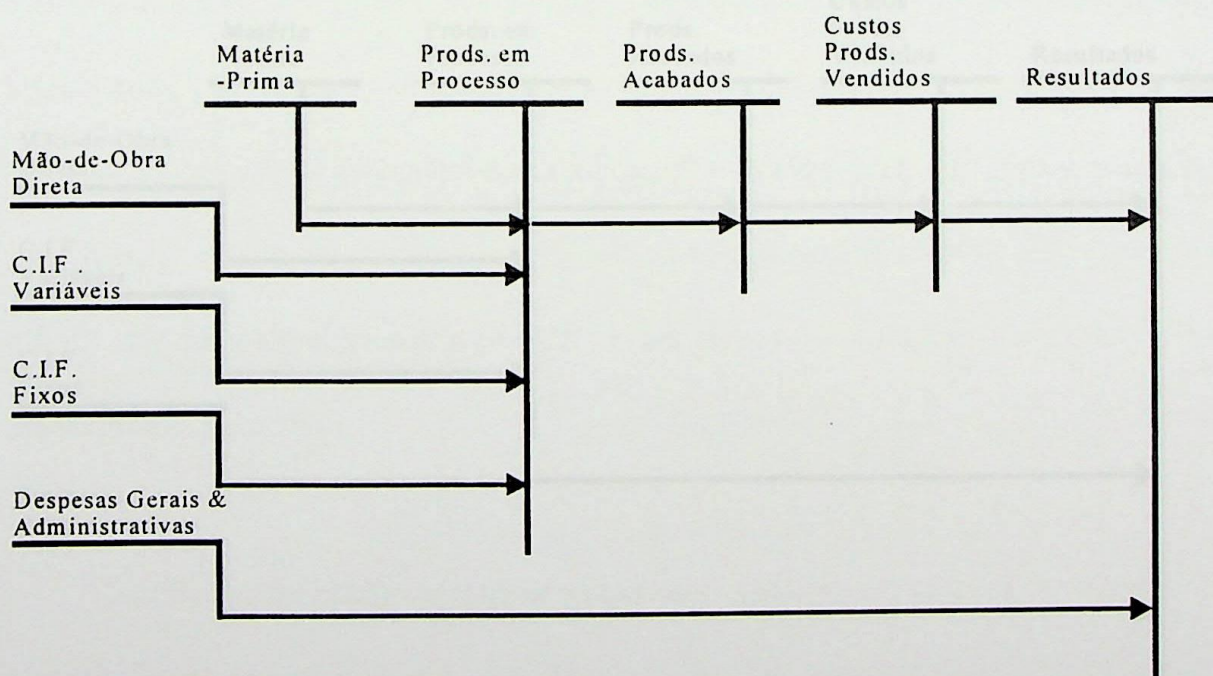 Matéria
-Prima
Prods. em
Processo
Prods.
Acabados
Custos
Prods.
Vendidos
Resultados
Mão-de-Obra
Direta
C.I.F .
Variáveis
C.I.F.
Fixos
Despesas Gerais &
Administrativas